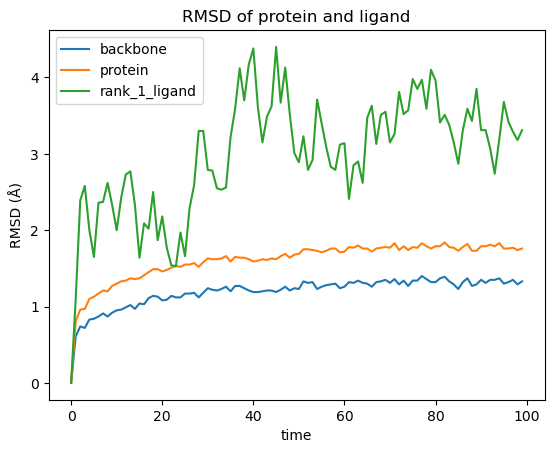 RMSD of protein and ligand
backbone
protein
rank_1_ligand
RMSD (Å)
4
3
2
1
0
0 20 40 60 80 100
time